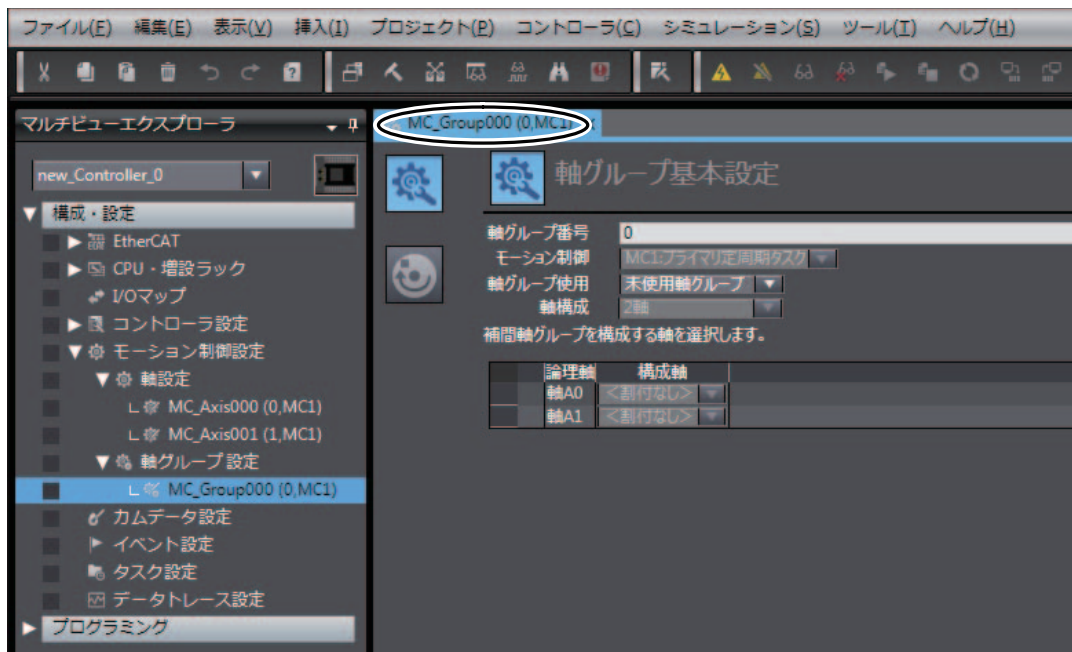 ファイル(F) 編集(E) 表示(V) 挿入(I) プロジェクト(P) コントローラ(C) シミュレーション(S) ツール(T) ヘルプ(H)
マルチビューエクスプローラ
new_Controller_0
構成・設定
EtherCAT
CPU・増設ラック
I/Oマップ
コントローラ設定
モーション制御設定
軸設定
MC_Axis000 (0,MC1)
MC_Axis001 (1,MC1)
軸グループ設定
MC_Group000 (0,MC1)
カムデータ設定
イベント設定
タスク設定
データトレース設定
プログラミング
MC_Group000 (0,MC1)
軸グループ基本設定
軸グループ番号 0
モーション制御 MC1:プライマリ定周期タスク
軸グループ使用 未使用軸グループ
軸構成 2軸
補間軸グループを構成する軸を選択します。
論理軸 構成軸
軸A0 <割付なし>
軸A1 <割付なし>